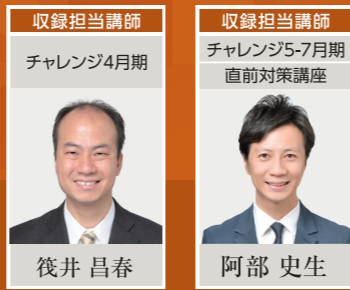 収録担当講師
チャレンジ4月期
筏井 昌春
収録担当講師
チャレンジ5-7月期
直前対策講座
阿部 史生